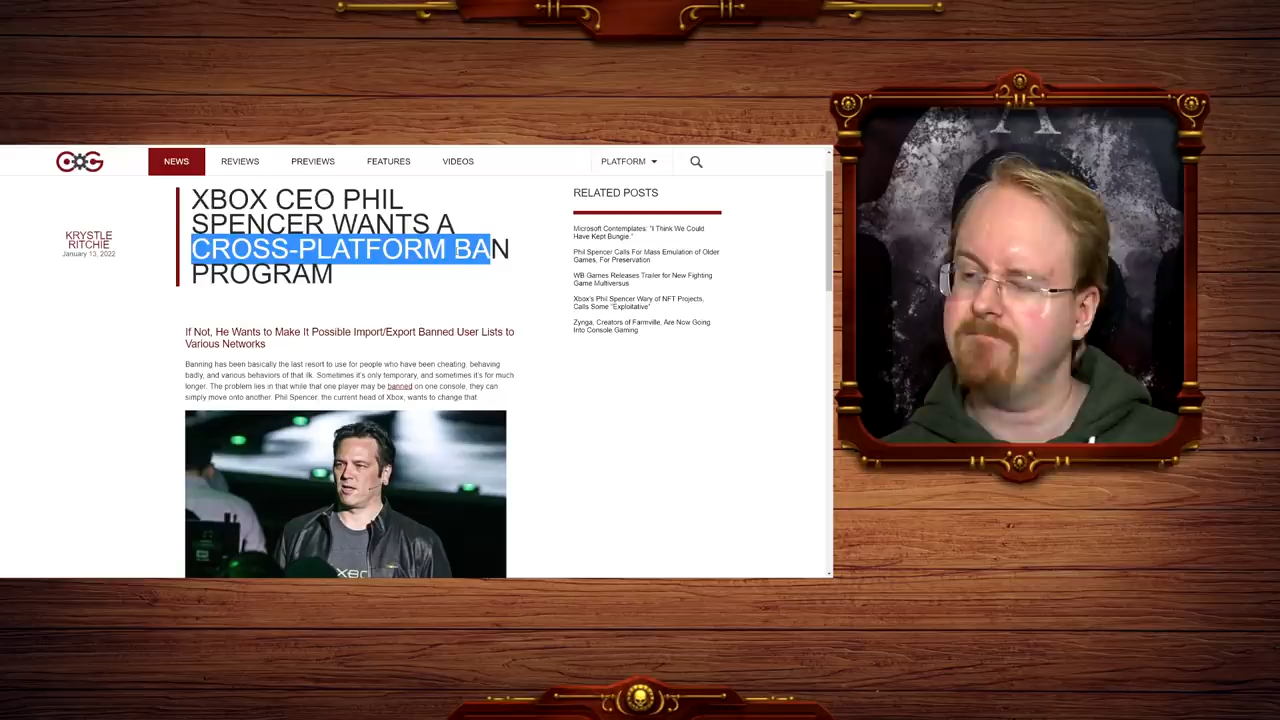 COG
NEWS
REVIEWS
PREVIEWS
FEATURES
VIDEOS
PLATFORM
KRYSTLE
RITCHIE
January 13, 2022
XBOX CEO PHIL
SPENCER WANTS A
CROSS-PLATFORM BAN
PROGRAM
If Not, He Wants to Make It Possible Import/Export Banned User Lists to
Various Networks
Banning has been basically the last resort to use for people who have been cheating, behaving
badly, and various behaviors of that ilk. Sometimes it's only temporary, and sometimes it's for much
longer. The problem lies in that while that one player may be banned on one console, they can
simply move onto another. Phil Spencer, the current head of Xbox, wants to change that
XBO
RELATED POSTS
Microsoft Contemplates: "I Think We Could
Have Kept Bungie."
Phil Spencer Calls For Mass Emulation of Older
Games, For Preservation
WB Games Releases Trailer for New Fighting
Game Multiversus
Xbox's Phil Spencer Wary of NFT Projects,
Calls Some "Exploitative"
Zynga, Creators of Farmville, Are Now Going
Into Console Gaming